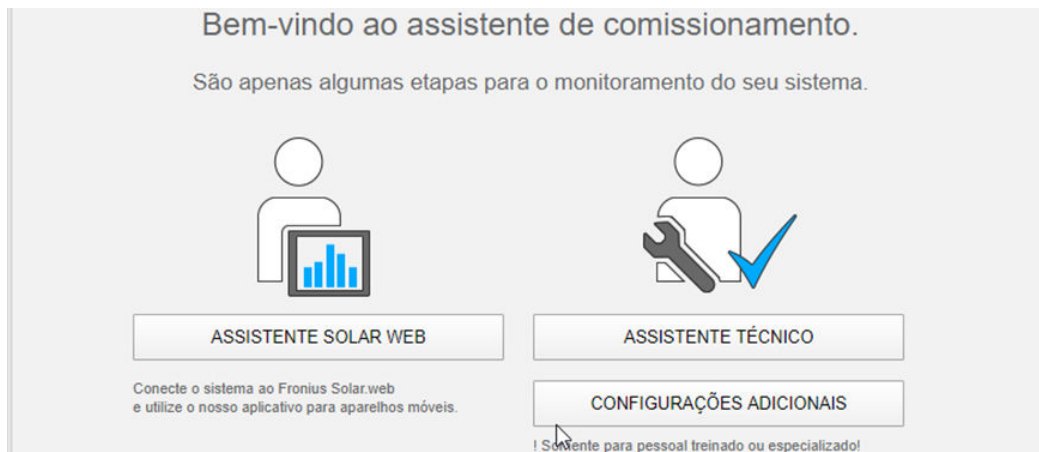 Bem-vindo ao assistente de comissionamento.
São apenas algumas etapas para o monitoramento do seu sistema.
ASSISTENTE SOLAR WEB
ASSISTENTE TÉCNICO
Conecte o sistema ao Fronius Solar.web
e utilize o nosso aplicativo para aparelhos móveis.
CONFIGURAÇÕES ADICIONAIS
! Somente para pessoal treinado ou especializado!